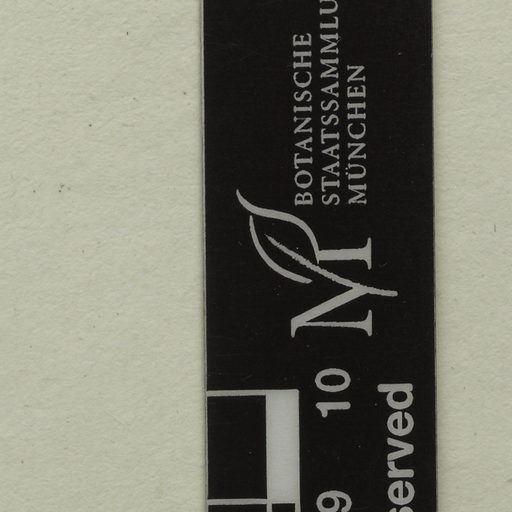 BOTANISCHE
STAATSSAMMLU
MÜNCHEN
M
9 10
served